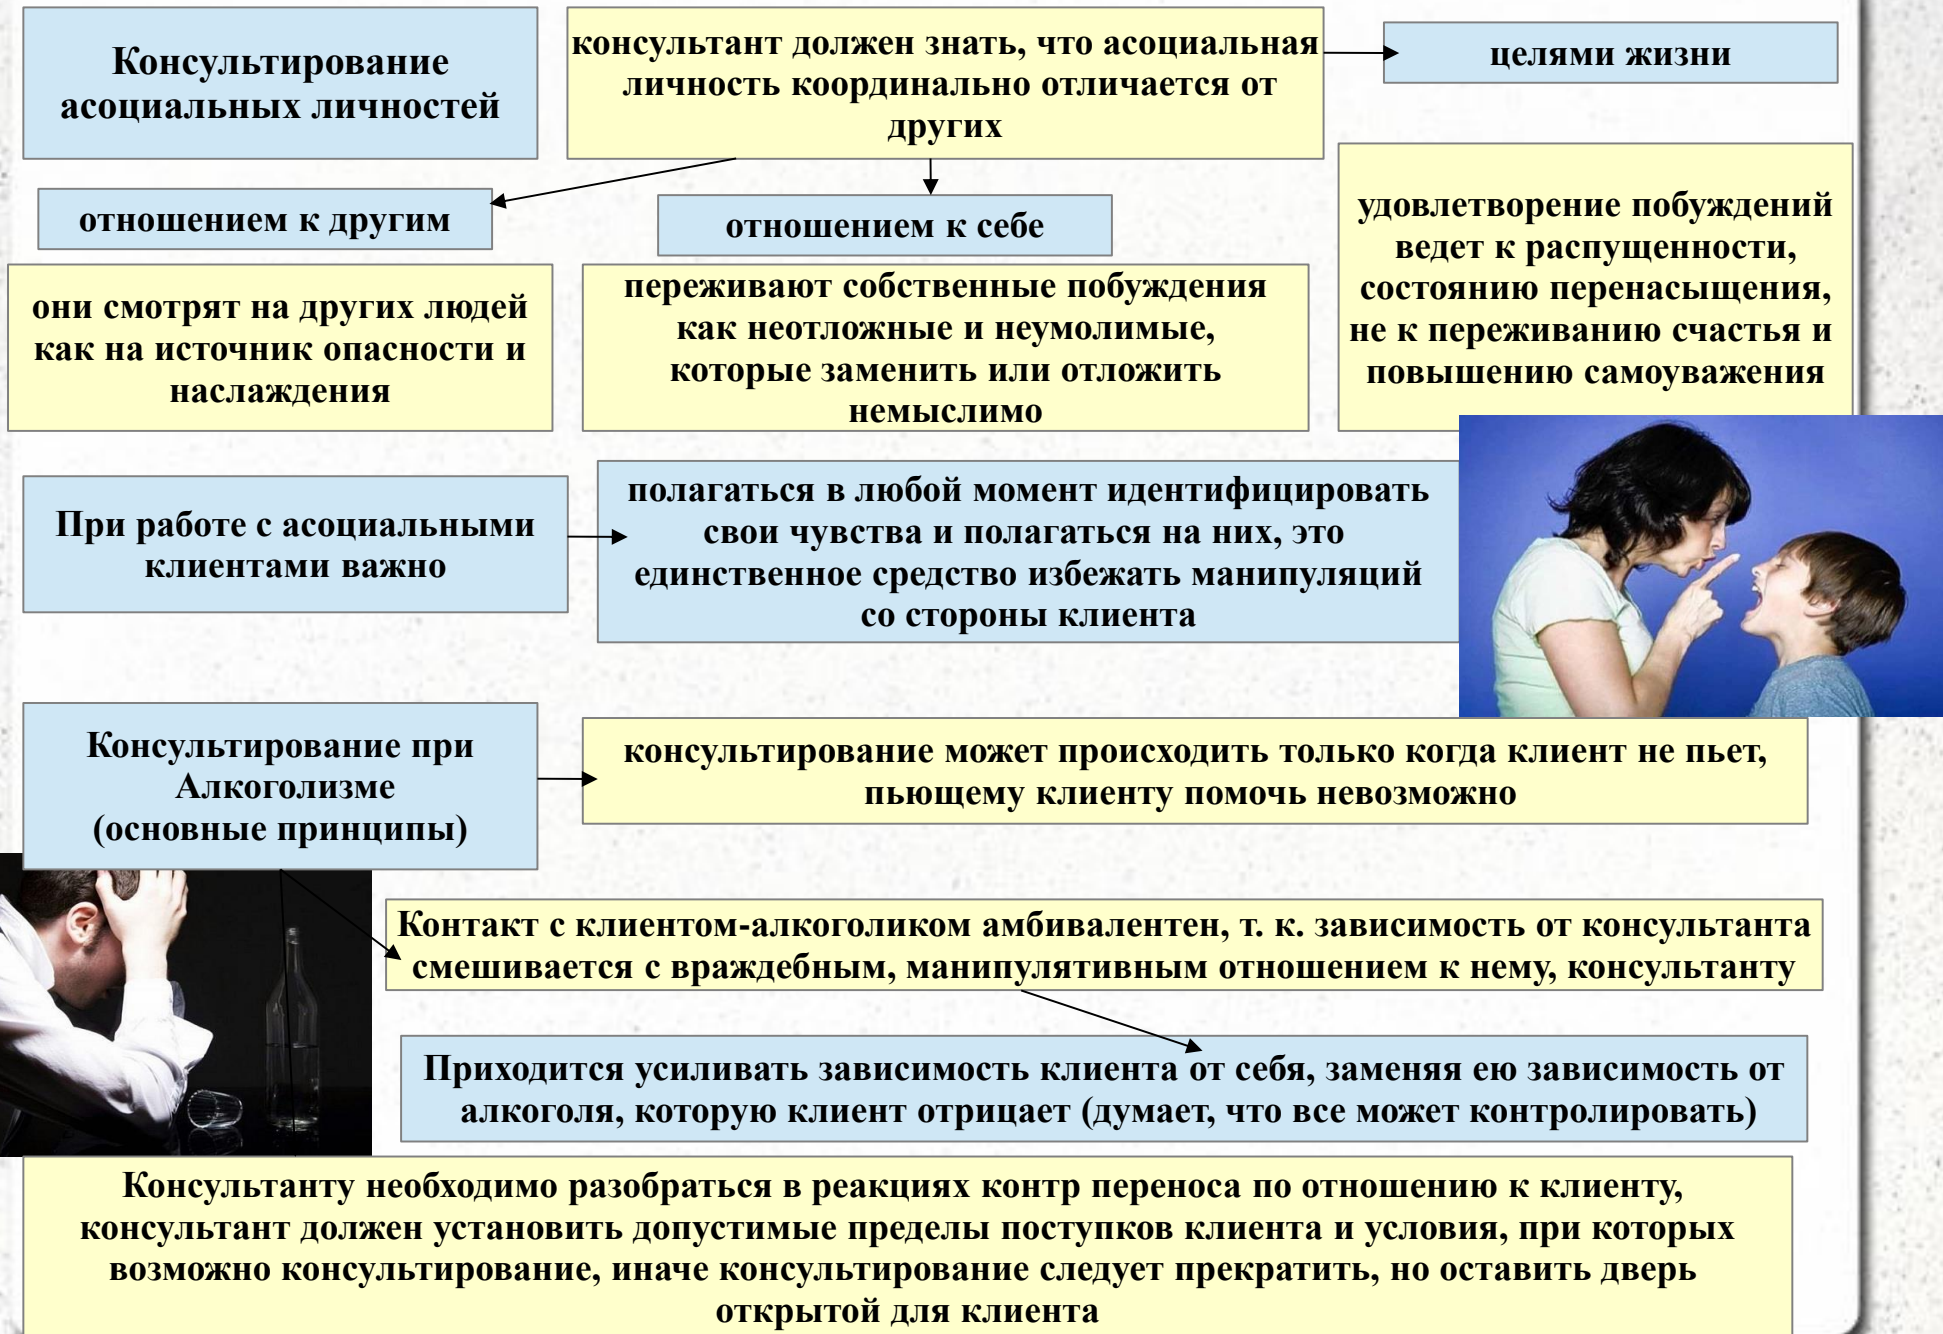 Консультирование
асоциальных личностей
консультант должен знать, что асоциальная
личность координально отличается от
других
целями жизни
отношением к другим
отношением к себе
удовлетворение побуждений
ведет к распущенности,
состоянию перенасыщения,
не к переживанию счастья и
повышению самоуважения
они смотрят на других людей
как на источник опасности и
наслаждения
переживают собственные побуждения
как неотложные и неумолимые,
которые заменить или отложить
немыслимо
При работе с асоциальными
клиентами важно
полагаться в любой момент идентифицировать
свои чувства и полагаться на них, это
единственное средство избежать манипуляций
со стороны клиента
Консультирование при
Алкоголизме
(основные принципы)
консультирование может происходить только когда клиент не пьет,
пьющему клиенту помочь невозможно
Контакт с клиентом-алкоголиком амбивалентен, т. к. зависимость от консультанта
смешивается с враждебным, манипулятивным отношением к нему, консультанту
Приходится усиливать зависимость клиента от себя, заменяя ею зависимость от
алкоголя, которую клиент отрицает (думает, что все может контролировать)
Консультанту необходимо разобраться в реакциях контр переноса по отношению к клиенту,
консультант должен установить допустимые пределы поступков клиента и условия, при которых
возможно консультирование, иначе консультирование следует прекратить, но оставить дверь
открытой для клиента